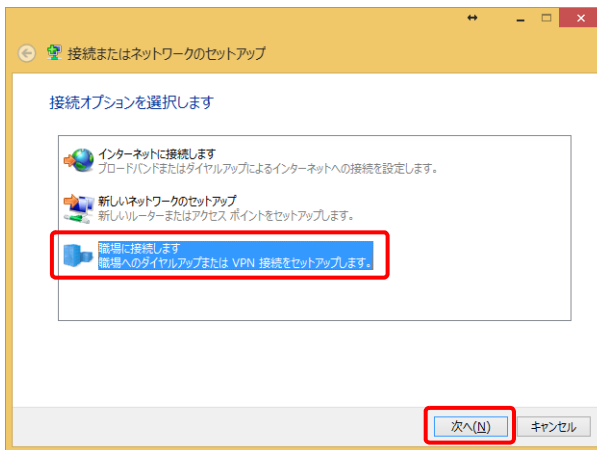 接続またはネットワークのセットアップ
接続オプションを選択します
インターネットに接続します
ブロードバンドまたはダイヤルアップによるインターネットへの接続を設定します。
新しいネットワークのセットアップ
新しいルーターまたはアクセス ポイントをセットアップします。
職場に接続します
職場へのダイヤルアップまたは VPN 接続をセットアップします。
次へ(N)
キャンセル